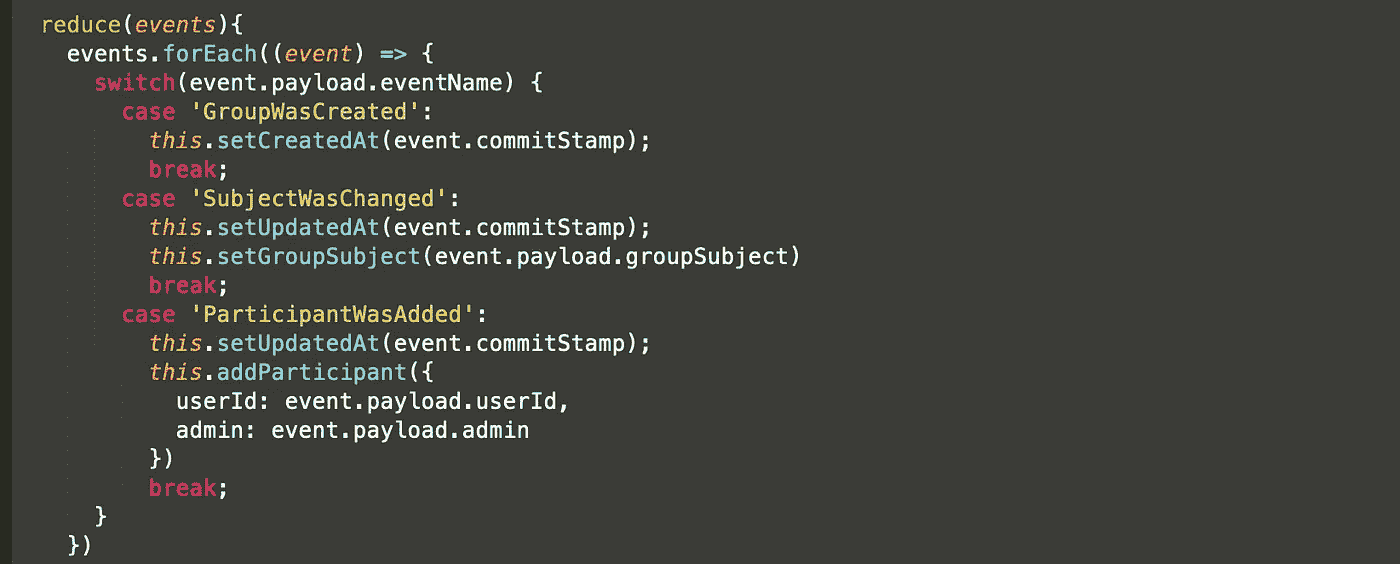 reduce(events){
events.forEach((event) => {
switch(event.payload.eventName) {
case 'GroupWasCreated':
this.setCreatedAt(event.commitStamp);
break;
case 'SubjectWasChanged':
this.setUpdatedAt(event.commitStamp);
this.setGroupSubject(event.payload.groupSubject)
break;
case 'ParticipantWasAdded':
this.setUpdatedAt(event.commitStamp);
this.addParticipant({
userId: event.payload.userId,
admin: event.payload.admin
})
break;
}
})